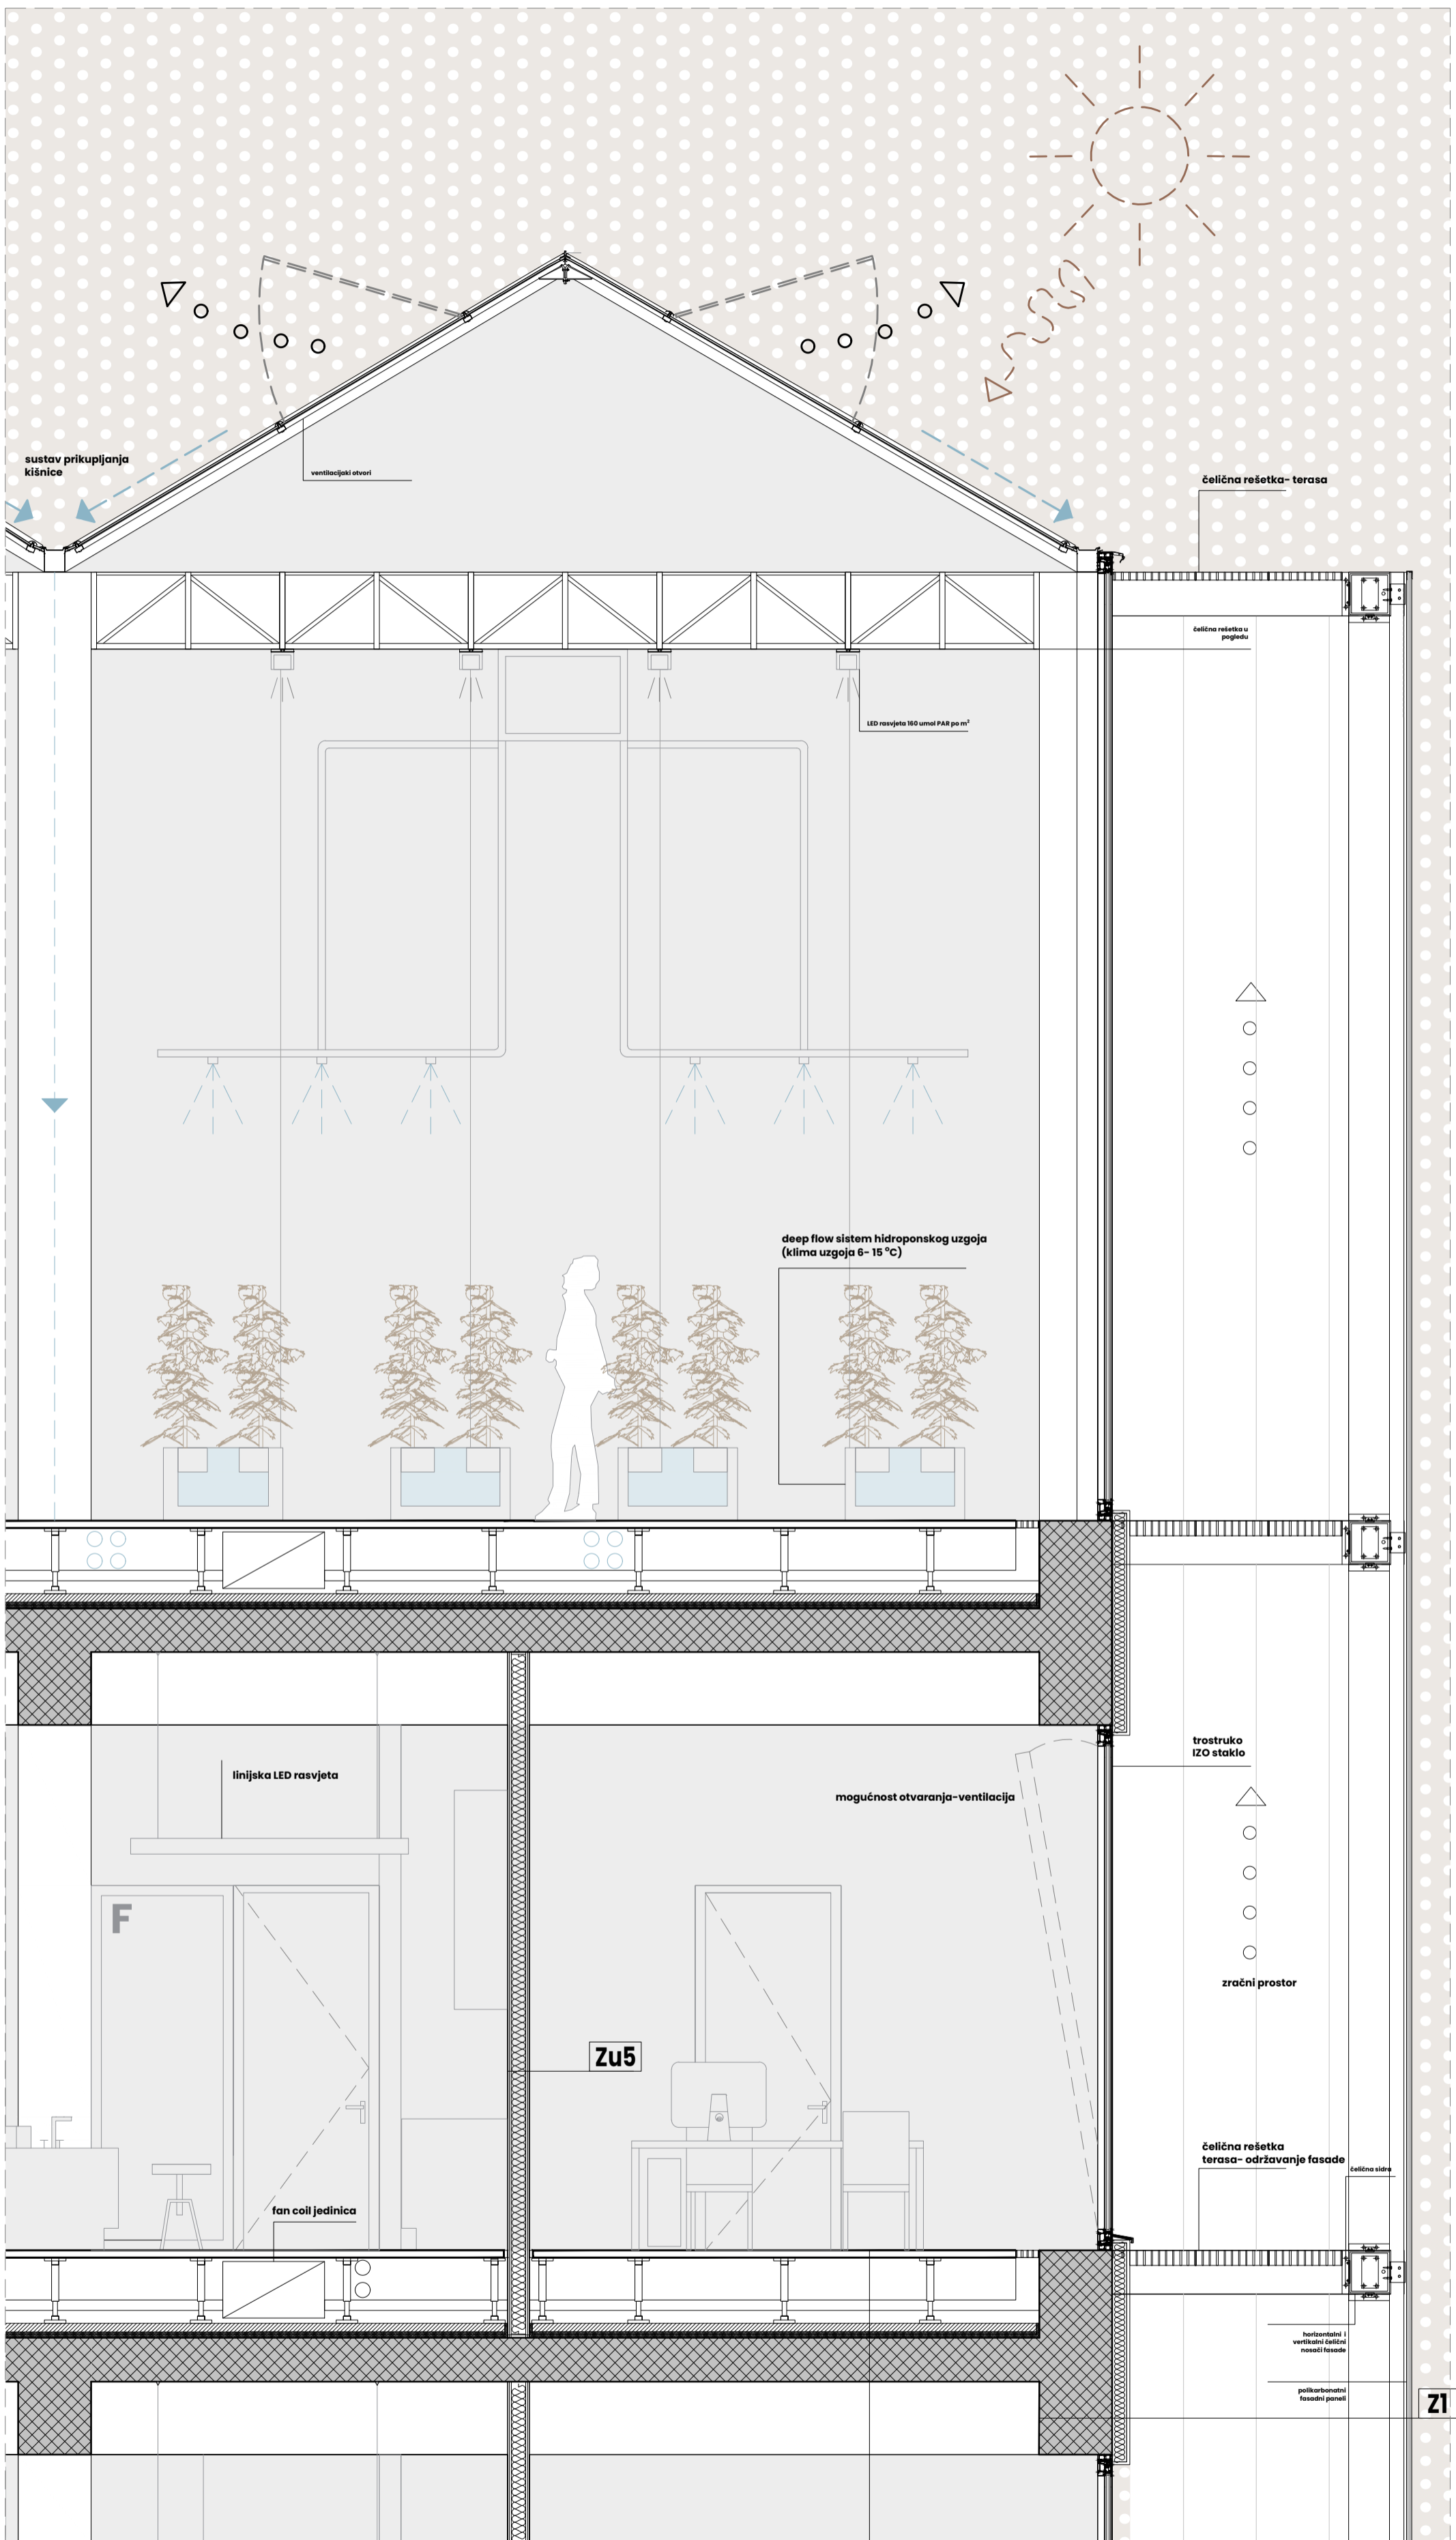 sustav prikupljanja
kišnice
ventilacijaki otvori
čelična rešetka- terasa
čelična rešetka u
pogledu
LED rasvjeta 160 umol PAR po m²
deep flow sistem hidroponskog uzgoja
(klima uzgoja 6- 15 °C)
trostruko
IZO staklo
linijska LED rasvjeta
mogućnost otvaranja-ventilacija
F
zračni prostor
Zu5
čelična rešetka
terasa- održavanje fasade
čelična sidra
fan coil jedinica
horizontalni i
vertikalni čelični
nosači fasade
polikarbonatni
fasadni paneli
Z1